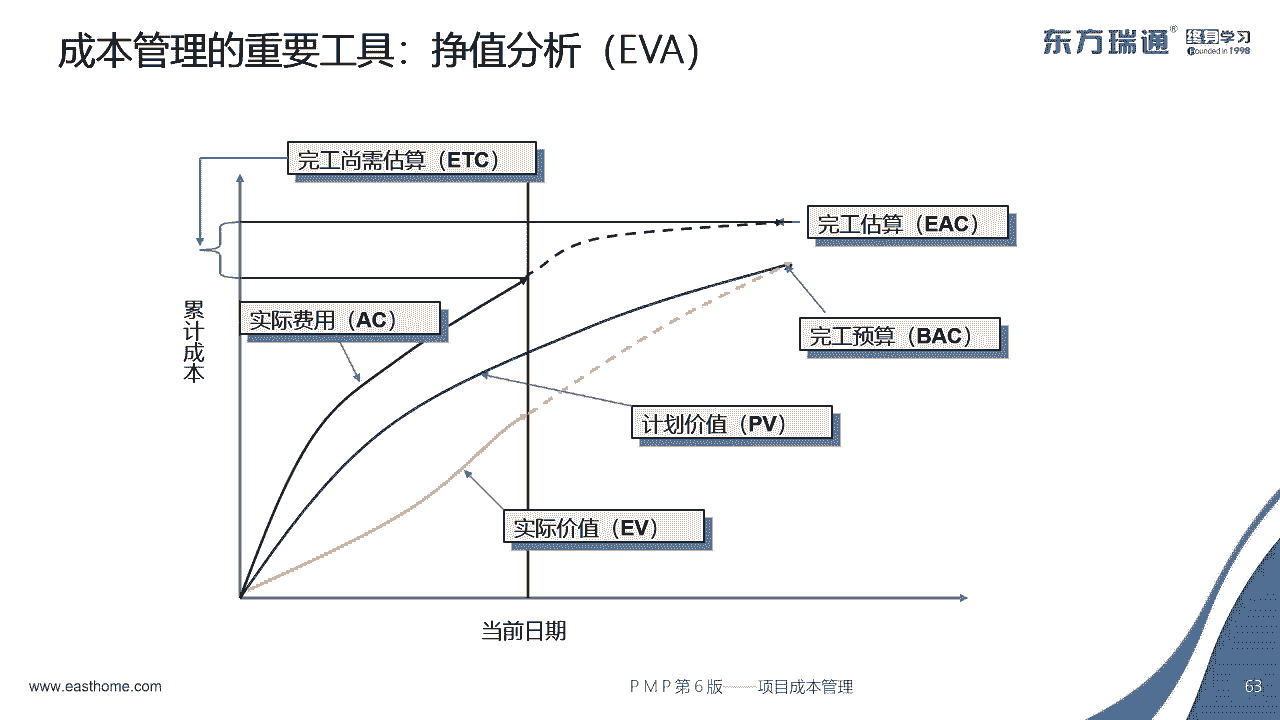 成本管理的重要工具：挣值分析（EVA）
东方瑞通®
终身学习
Founded in 1998
完工尚需估算（ETC）
完工估算（EAC）
累计成本
实际费用（AC）
完工预算（BAC）
计划价值（PV）
实际价值（EV）
当前日期
www.easthome.com
PMP第6版——项目成本管理
63